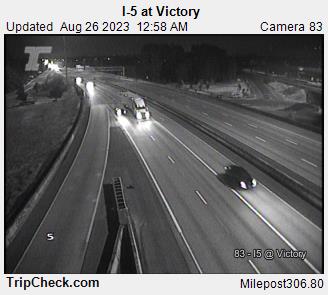 I-5 at Victory
Updated Aug 26 2023 12:58 AM Camera 83
S
83 - I5 @ Victory
TripCheck.com Milepost306.80